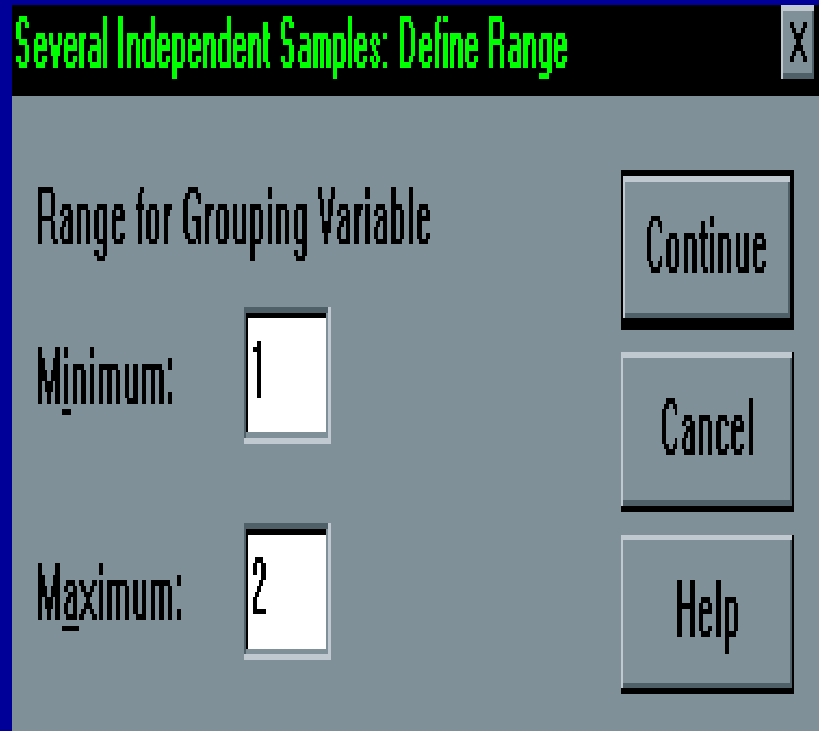 Several Independent Samples: Define Range X
Range for Grouping Variable
Continue
Minimum: 1
Cancel
Maximum: 2
Help